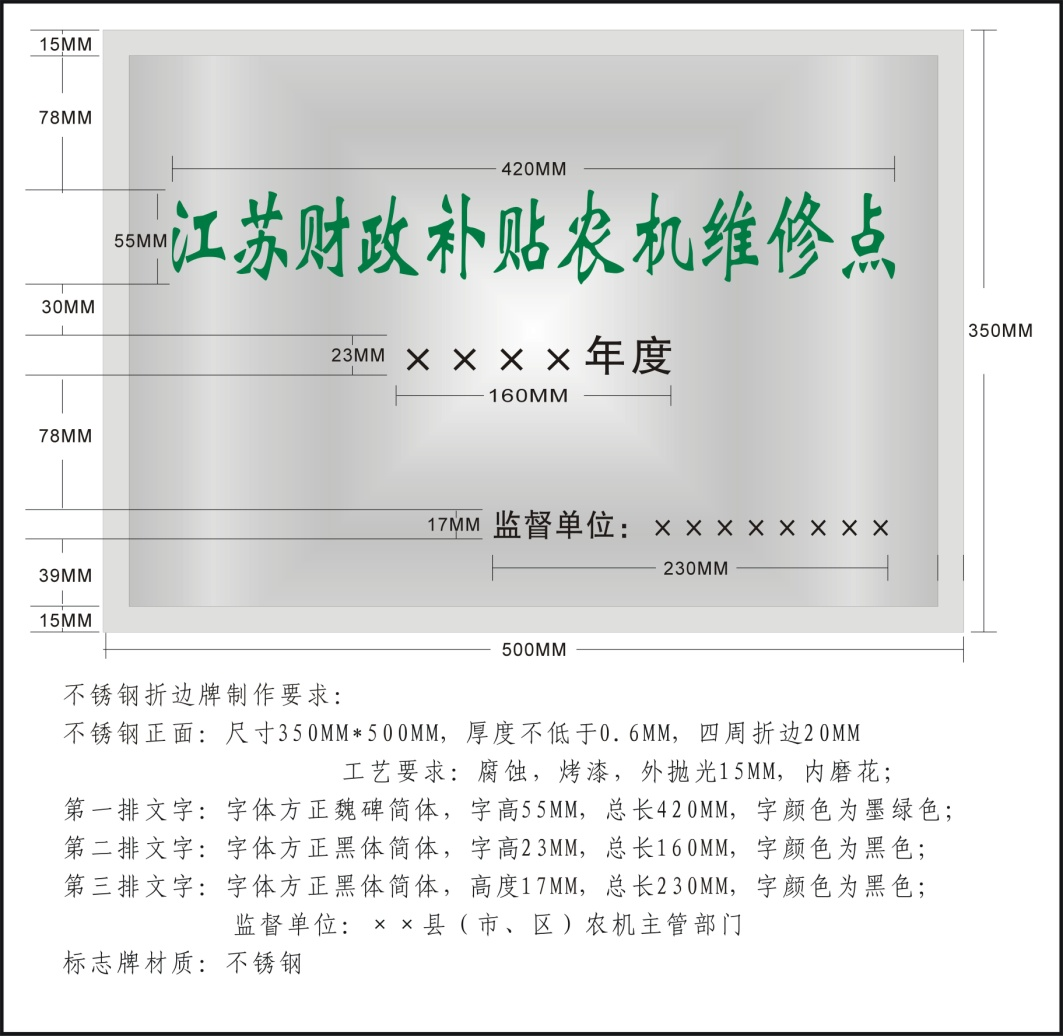 15MM
78MM
420MM
江苏财政补贴农机维修点
55MM
30MM
350MM
23MM
××××年度
160MM
78MM
17MM
监督单位：××××××××
39MM
230MM
15MM
500MM
不锈钢折边牌制作要求：
不锈钢正面：尺寸350MM*500MM，厚度不低于0.6MM，四周折边20MM
工艺要求：腐蚀，烤漆，外抛光15MM，内磨花；
第一排文字：字体方正魏碑简体，字高55MM，总长420MM，字颜色为墨绿色；
第二排文字：字体方正黑体简体，字高23MM，总长160MM，字颜色为黑色；
第三排文字：字体方正黑体简体，高度17MM，总长230MM，字颜色为黑色；
监督单位：××县（市、区）农机主管部门
标志牌材质：不锈钢